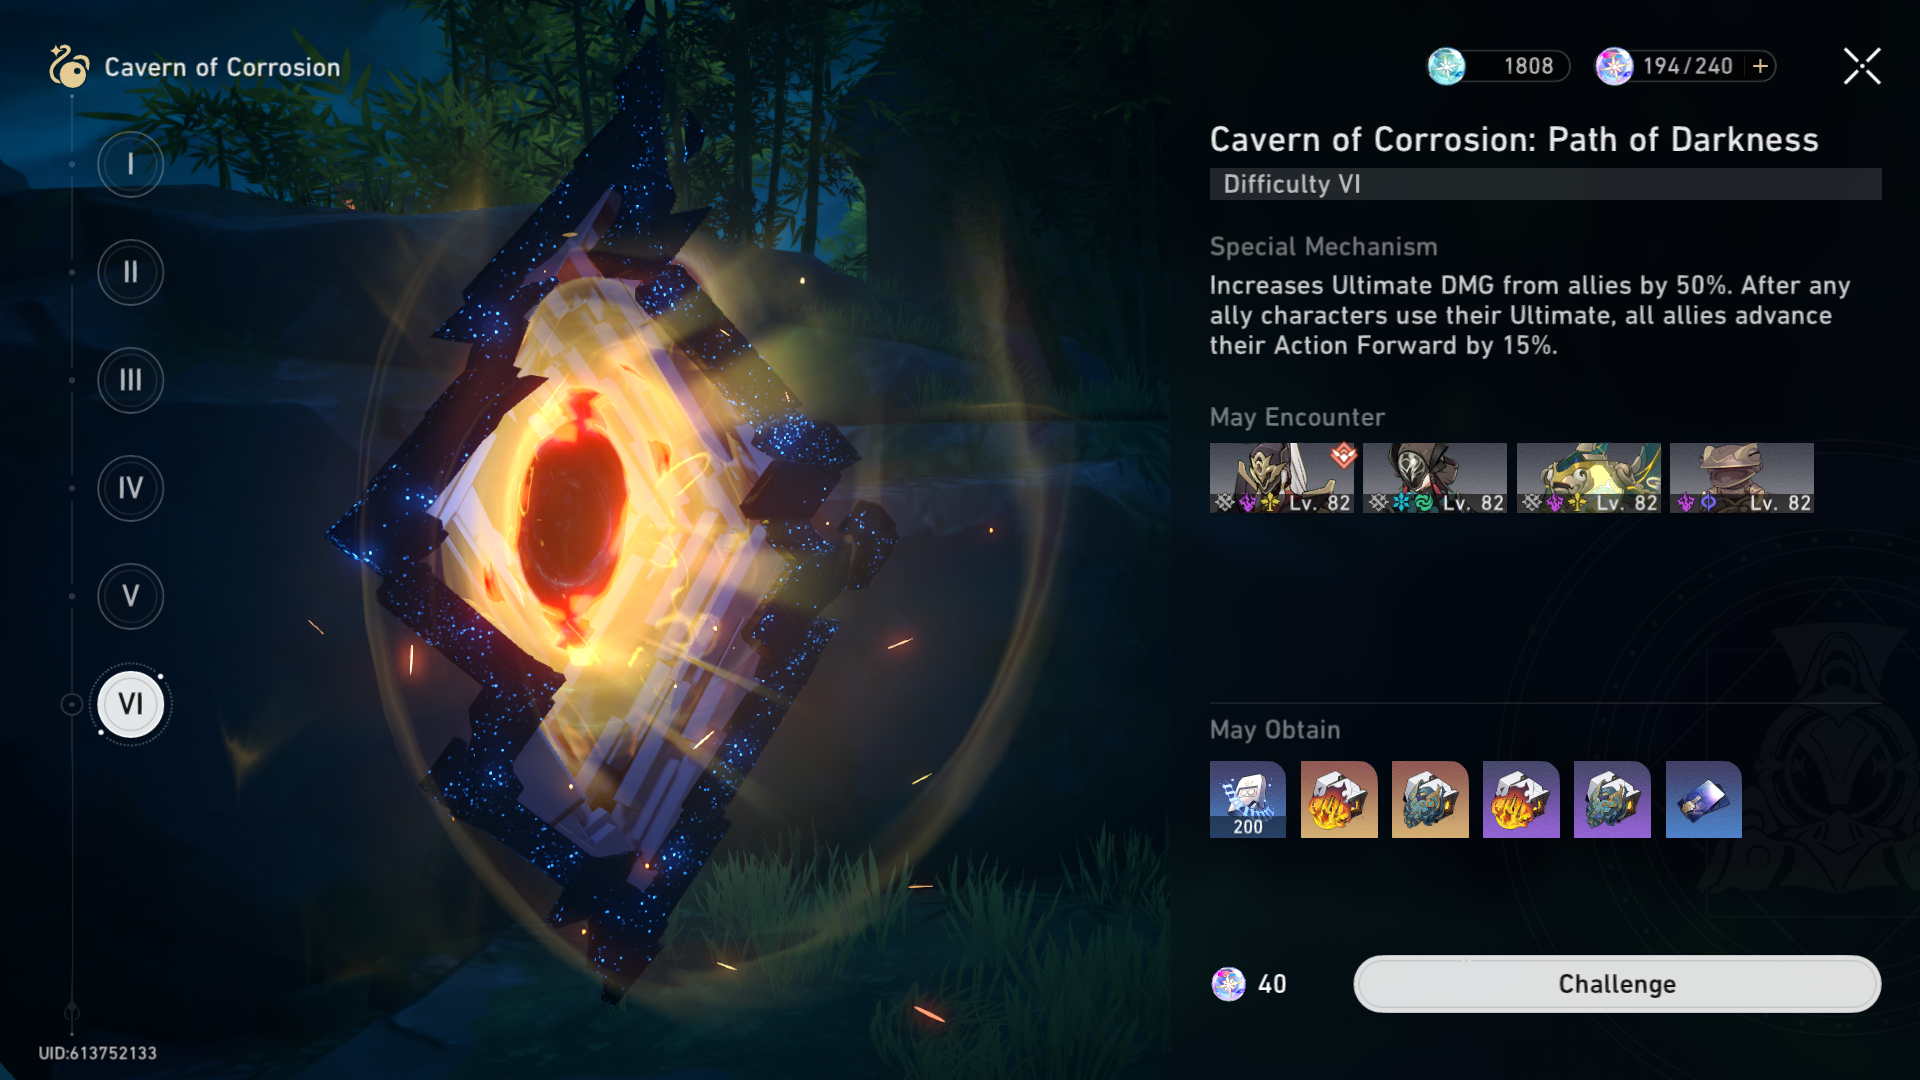 Cavern of Corrosion
I
II
III
IV
V
VI
UID:613752133
1808
194/240 +
Cavern of Corrosion: Path of Darkness
Difficulty VI
Special Mechanism
Increases Ultimate DMG from allies by 50%. After any
ally characters use their Ultimate, all allies advance
their Action Forward by 15%.
May Encounter
Lv. 82 Lv. 82 Lv. 82 Lv. 82
May Obtain
200
40
Challenge